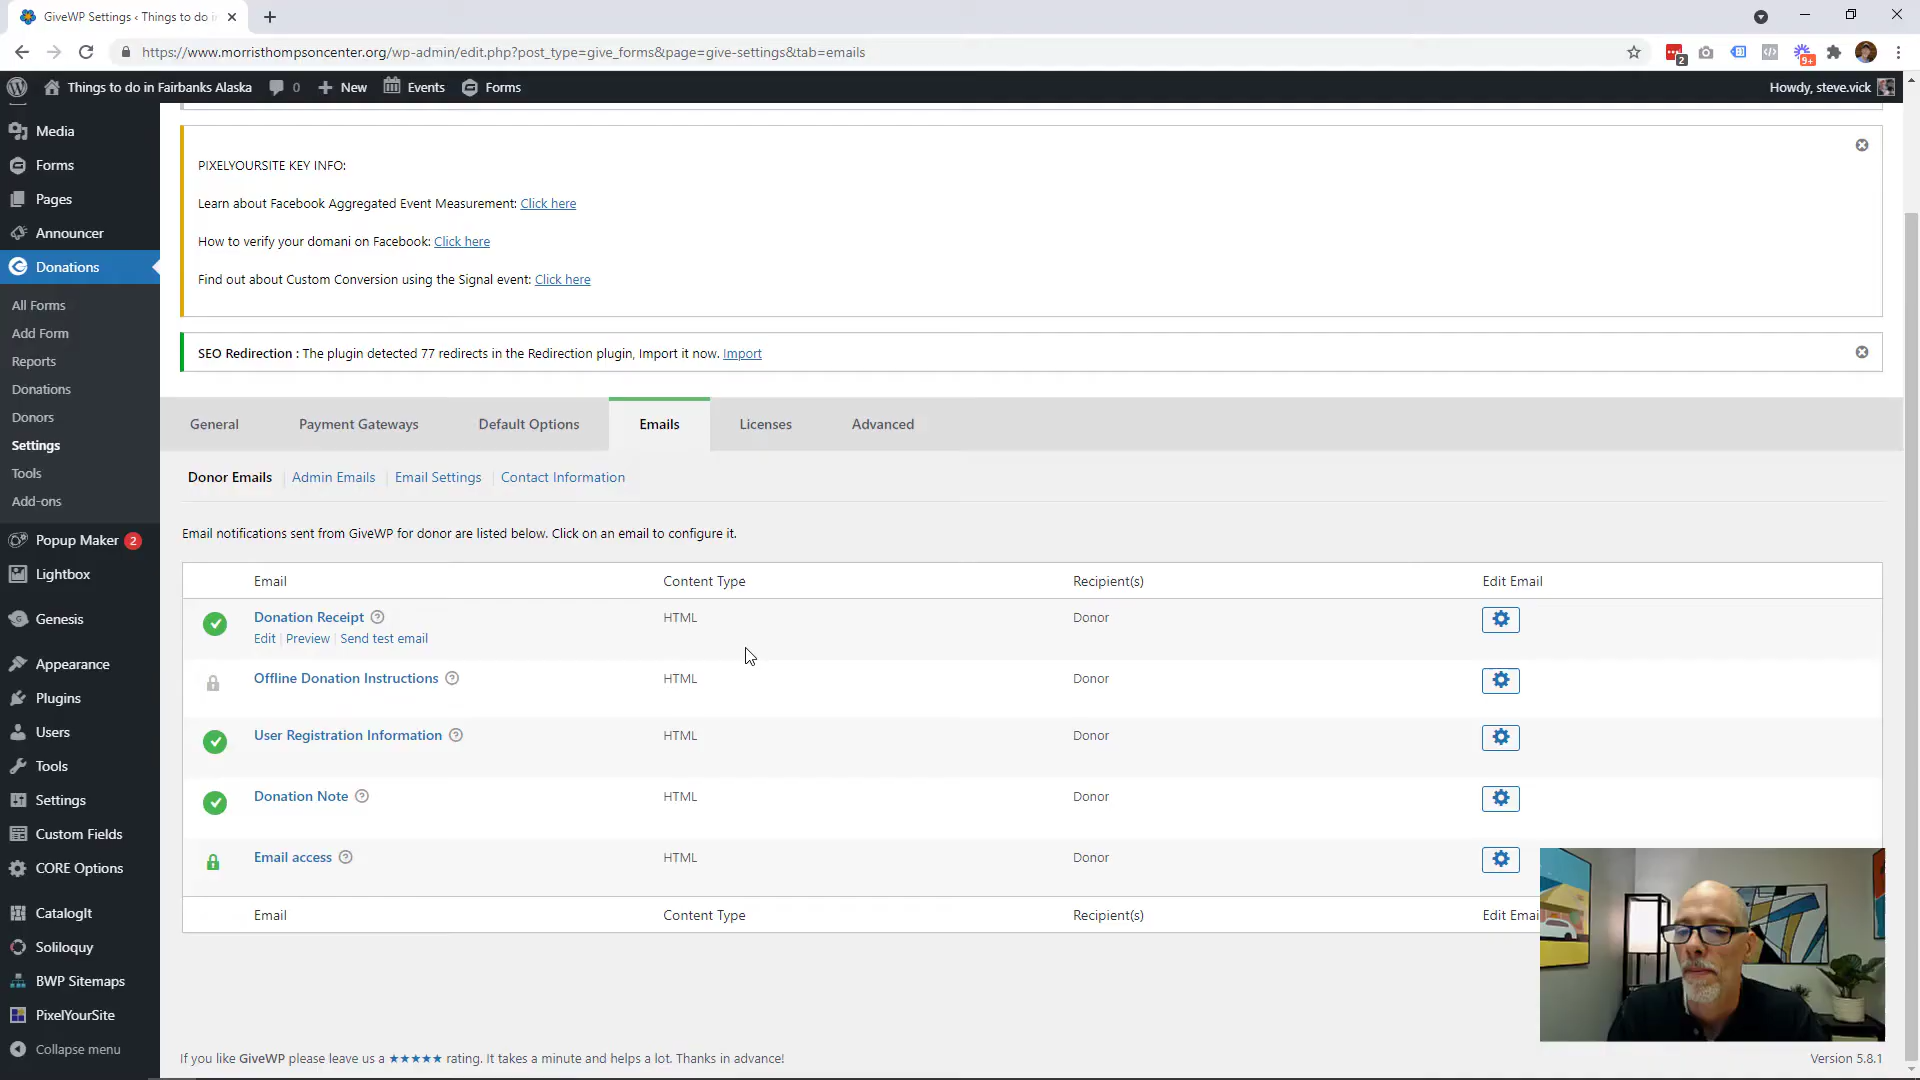 GiveWP Settings ‹ Things to do in
https://www.morristhompsoncenter.org/wp-admin/edit.php?post_type=give_forms&page=give-settings&tab=emails
2
9+
Things to do in Fairbanks Alaska
0
New
Events
Forms
Howdy, steve.vick
Media
Forms
Pages
Announcer
Donations
All Forms
Add Form
Reports
Donations
Donors
Settings
Tools
Add-ons
Popup Maker 2
Lightbox
Genesis
Appearance
Plugins
Users
Tools
Settings
Custom Fields
CORE Options
CatalogIt
Soliloquy
BWP Sitemaps
PixelYourSite
Collapse menu
PIXELYOURSITE KEY INFO:
Learn about Facebook Aggregated Event Measurement: Click here
How to verify your domani on Facebook: Click here
Find out about Custom Conversion using the Signal event: Click here
SEO Redirection : The plugin detected 77 redirects in the Redirection plugin, Import it now. Import
General Payment Gateways Default Options Emails Licenses Advanced
Donor Emails | Admin Emails | Email Settings | Contact Information
Email notifications sent from GiveWP for donor are listed below. Click on an email to configure it.
Email Content Type Recipient(s) Edit Email
Donation Receipt ? HTML Donor
Edit | Preview | Send test email
Offline Donation Instructions ? HTML Donor
User Registration Information ? HTML Donor
Donation Note ? HTML Donor
Email access ? HTML Donor
Email Content Type Recipient(s) Edit Emai
If you like GiveWP please leave us a ★★★★★ rating. It takes a minute and helps a lot. Thanks in advance!
Version 5.8.1